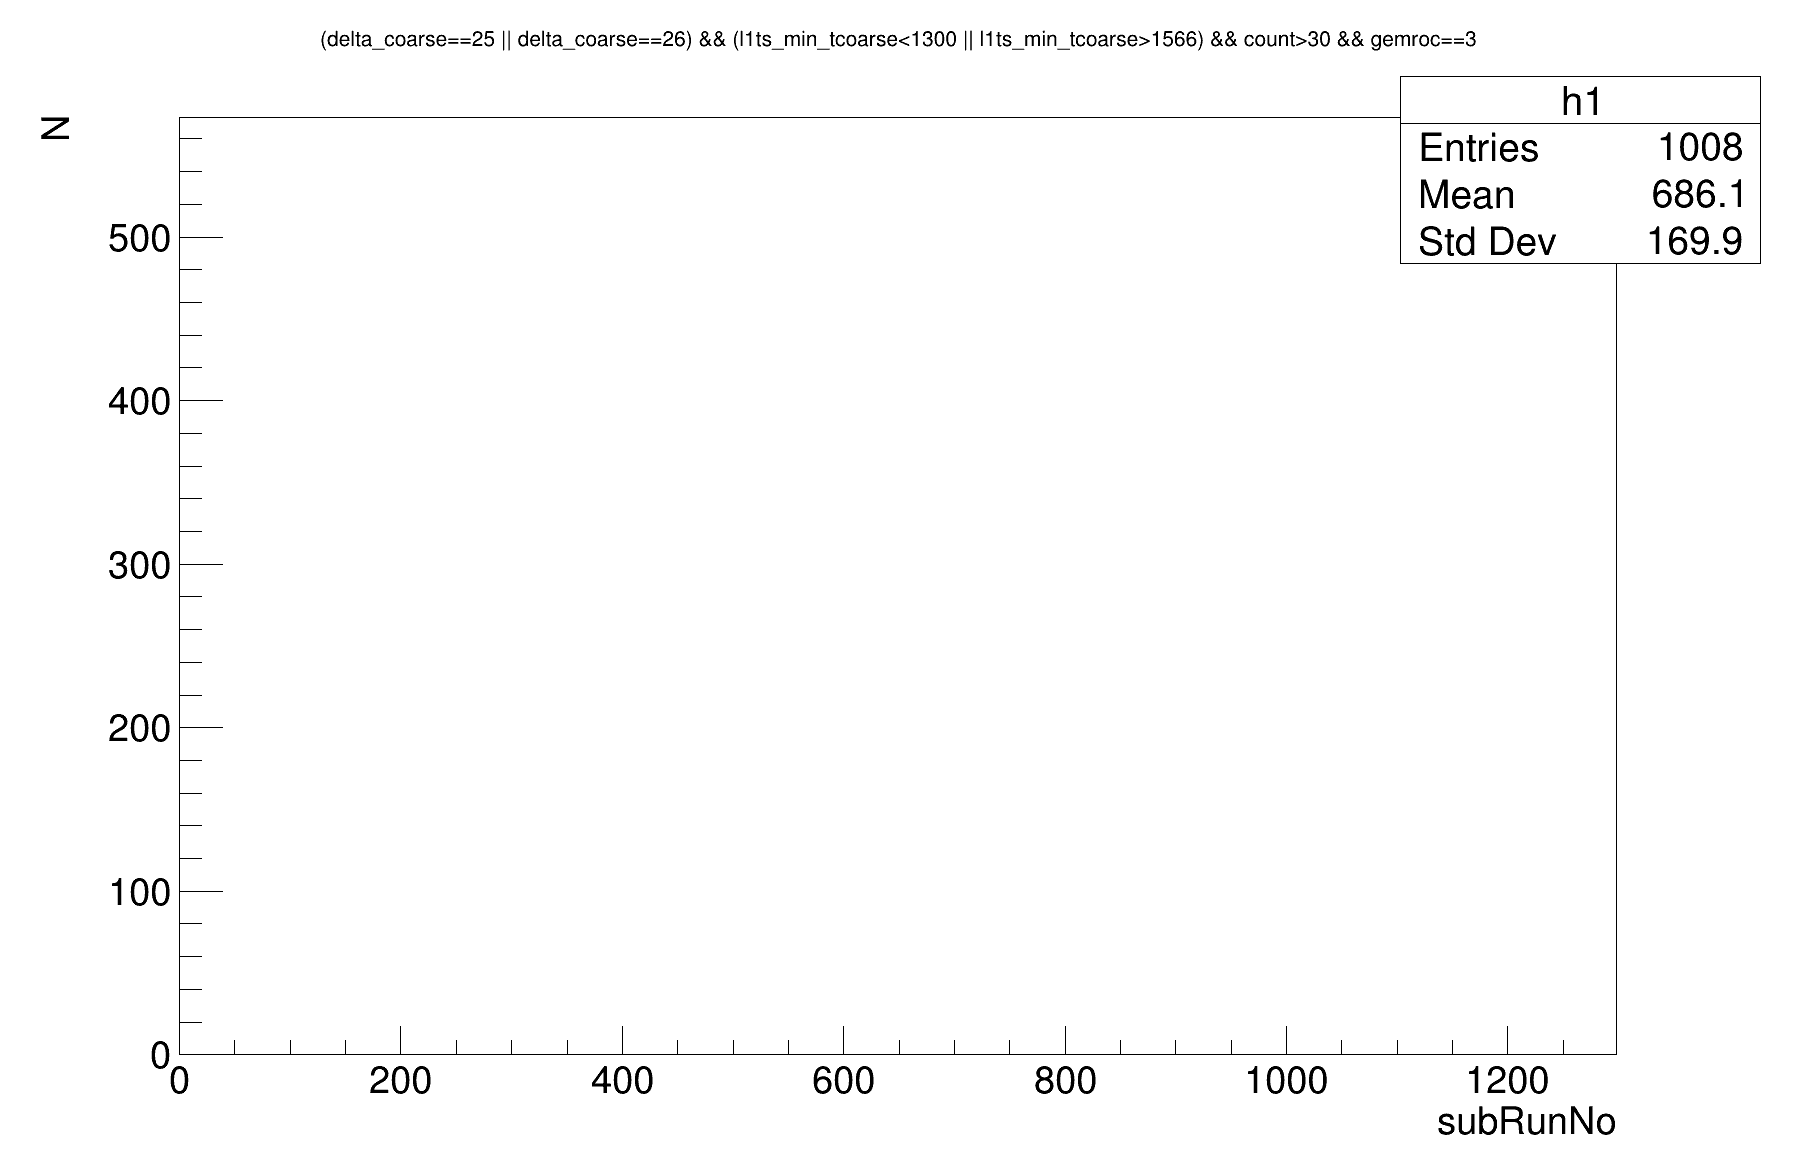 (delta_coarse==25 || delta_coarse==26) && (l1ts_min_tcoarse<1300 || l1ts_min_tcoarse>1566) && count>30 && gemroc==3
N
h1
Entries 1008
Mean 686.1
Std Dev 169.9
500
400
300
200
100
0
0 200 400 600 800 1000 1200
subRunNo